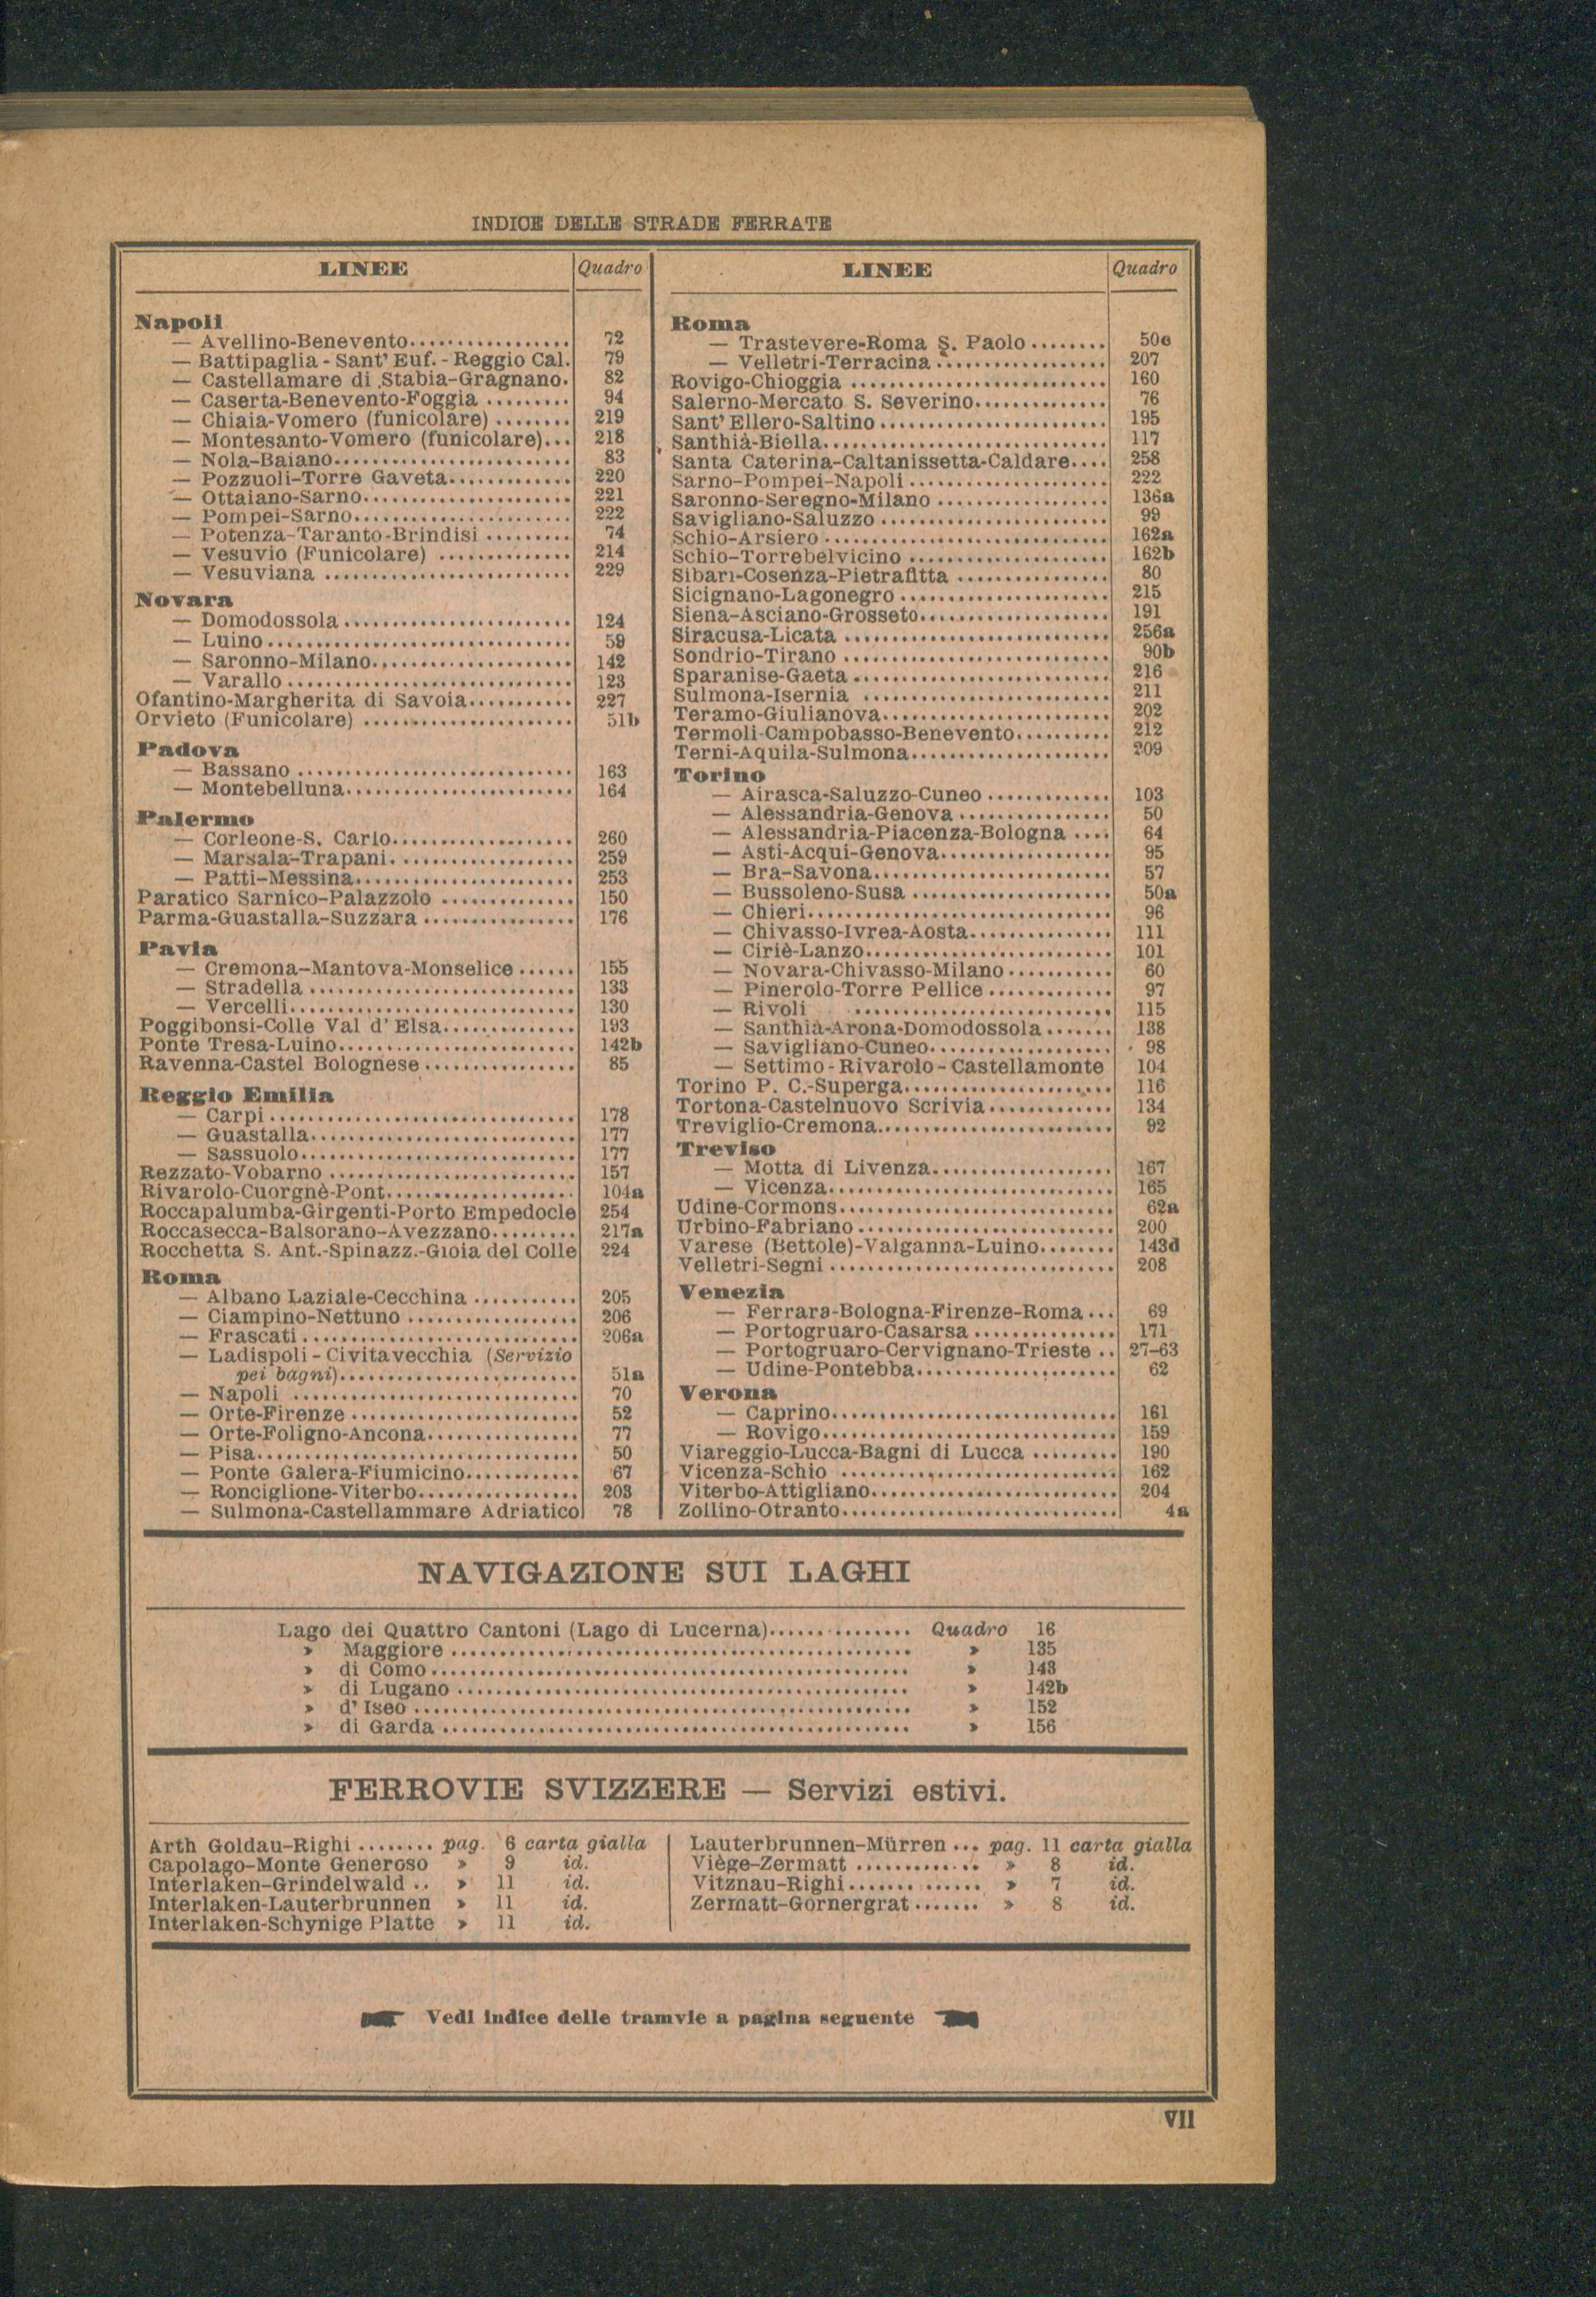 INDICE DELLE STRADE FERRATE
LINEE Quadro
Napoli
— Avellino-Benevento................. 72
— Battipaglia - Sant' Euf. - Reggio Cal. 79
— Castellamare di Stabia-Gragnano. 82
— Caserta-Benevento-Foggia ......... 94
— Chiaia-Vomero (funicolare) ........ 219
— Montesanto-Vomero (funicolare)... 218
— Nola-Baiano......................... 83
— Pozzuoli-Torre Gaveta............. 220
— Ottaiano-Sarno...................... 221
— Pompei-Sarno....................... 222
— Potenza-Taranto-Brindisi ......... 74
— Vesuvio (Funicolare) .............. 214
— Vesuviana .......................... 229
Novara
— Domodossola........................ 124
— Luino................................ 59
— Saronno-Milano..................... 142
— Varallo.............................. 123
Ofantino-Margherita di Savoia........... 227
Orvieto (Funicolare) ...................... 51b
Padova
— Bassano ............................. 163
— Montebelluna........................ 164
Palermo
— Corleone-S. Carlo................... 260
— Marsala-Trapani.................... 259
— Patti-Messina....................... 253
Paratico Sarnico-Palazzolo .............. 150
Parma-Guastalla-Suzzara ................ 176
Pavia
— Cremona-Mantova-Monselice...... 155
— Stradella ............................ 133
— Vercelli.............................. 130
Poggibonsi-Colle Val d' Elsa.............. 193
Ponte Tresa-Luino......................... 142b
Ravenna-Castel Bolognese................ 85
Reggio Emilia
— Carpi................................ 178
— Guastalla............................ 177
— Sassuolo............................. 177
Rezzato-Vobarno .......................... 157
Rivarolo-Cuorgnè-Pont.................... 104a
Roccapalumba-Girgenti-Porto Empedocle 254
Roccasecca-Balsorano-Avezzano......... 217a
Rocchetta S. Ant.-Spinazz.-Gioia del Colle 224
Roma
— Albano Laziale-Cecchina ........... 205
— Ciampino-Nettuno .................. 206
— Frascati ............................. 206a
— Ladispoli - Civitavecchia (Servizio
pei bagni)......................... 51a
— Napoli .............................. 70
— Orte-Firenze ........................ 52
— Orte-Foligno-Ancona................ 77
— Pisa.................................. 50
— Ponte Galera-Fiumicino............ 67
— Ronciglione-Viterbo................. 203
— Sulmona-Castellammare Adriatico 78
LINEE Quadro
Roma
— Trastevere-Roma S. Paolo ........ 50c
— Velletri-Terracina .................. 207
Rovigo-Chioggia ........................... 160
Salerno-Mercato S. Severino.............. 76
Sant' Ellero-Saltino ........................ 195
Santhià-Biella.............................. 117
Santa Caterina-Caltanissetta-Caldare.... 258
Sarno-Pompei-Napoli ..................... 222
Saronno-Seregno-Milano .................. 136a
Savigliano-Saluzzo ........................ 99
Schio-Arsiero .............................. 162a
Schio-Torrebelvicino ..................... 162b
Sibari-Cosenza-Pietrafitta ................ 80
Sicignano-Lagonegro ...................... 215
Siena-Asciano-Grosseto.................... 191
Siracusa-Licata ............................ 256a
Sondrio-Tirano ............................ 90b
Sparanise-Gaeta ........................... 216
Sulmona-Isernia .......................... 211
Teramo-Giulianova........................ 202
Termoli-Campobasso-Benevento.......... 212
Terni-Aquila-Sulmona..................... 209
Torino
— Airasca-Saluzzo-Cuneo ............. 103
— Alessandria-Genova ................ 50
— Alessandria-Piacenza-Bologna .... 64
— Asti-Acqui-Genova.................. 95
— Bra-Savona......................... 57
— Bussoleno-Susa ..................... 50a
— Chieri................................ 96
— Chivasso-Ivrea-Aosta............... 111
— Ciriè-Lanzo.......................... 101
— Novara-Chivasso-Milano........... 60
— Pinerolo-Torre Pellice ............. 97
— Rivoli ........................... 115
— Santhià-Arona-Domodossola ....... 138
— Savigliano-Cuneo................... 98
— Settimo - Rivarolo - Castellamonte 104
Torino P. C.-Superga...................... 116
Tortona-Castelnuovo Scrivia............. 134
Treviglio-Cremona......................... 92
Treviso
— Motta di Livenza................... 167
— Vicenza.............................. 165
Udine-Cormons............................. 62a
Urbino-Fabriano ........................... 200
Varese (Bettole)-Valganna-Luino........ 143d
Velletri-Segni .............................. 208
Venezia
— Ferrara-Bologna-Firenze-Roma ... 69
— Portogruaro-Casarsa ............... 171
— Portogruaro-Cervignano-Trieste .. 27-63
— Udine-Pontebba..................... 62
Verona
— Caprino.............................. 161
— Rovigo............................... 159
Viareggio-Lucca-Bagni di Lucca ......... 190
Vicenza-Schio ............................. 162
Viterbo-Attigliano.......................... 204
Zollino-Otranto............................. 4a
NAVIGAZIONE SUI LAGHI
Lago dei Quattro Cantoni (Lago di Lucerna)............... Quadro 16
» Maggiore ................................................ » 135
» di Como.................................................. » 143
» di Lugano ............................................... » 142b
» d' Iseo .................................................... » 152
» di Garda ................................................. » 156
FERROVIE SVIZZERE — Servizi estivi.
Arth Goldau-Righi ........ pag. 6 carta gialla
Capolago-Monte Generoso » 9 id.
Interlaken-Grindelwald .. » 11 id.
Interlaken-Lauterbrunnen » 11 id.
Interlaken-Schynige Platte » 11 id.
Lauterbrunnen-Mürren ... pag. 11 carta gialla
Viège-Zermatt ............. » 8 id.
Vitznau-Righi.............. » 7 id.
Zermatt-Gornergrat ....... » 8 id.
Vedi indice delle tramvie a pagina seguente
VII